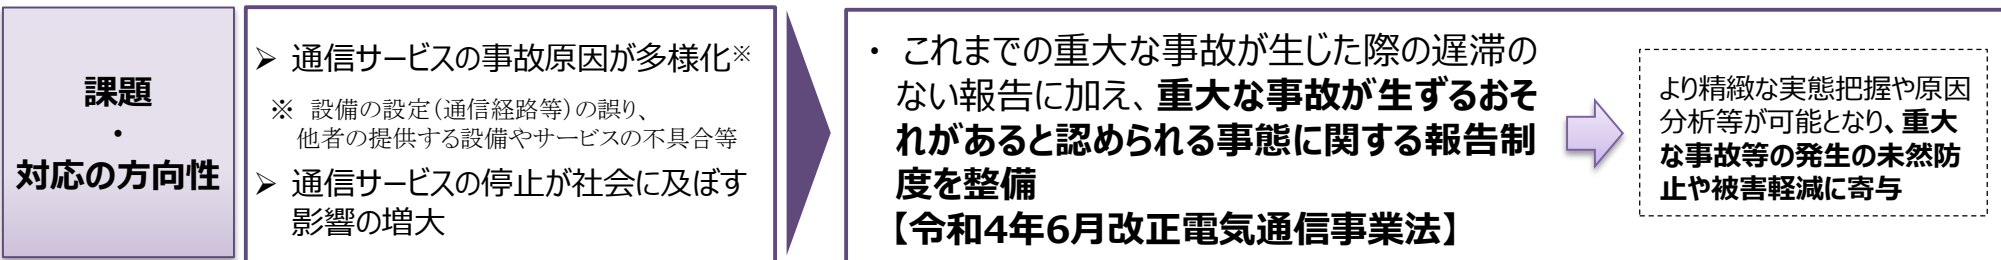 課題
・
対応の方向性
➢ 通信サービスの事故原因が多様化※
※ 設備の設定（通信経路等）の誤り、
他者の提供する設備やサービスの不具合等
➢ 通信サービスの停止が社会に及ぼす
影響の増大
・ これまでの重大な事故が生じた際の遅滞の
ない報告に加え、重大な事故が生ずるおそ
れがあると認められる事態に関する報告制
度を整備
【令和4年6月改正電気通信事業法】
より精緻な実態把握や原因
分析等が可能となり、重大
な事故等の発生の未然防
止や被害軽減に寄与